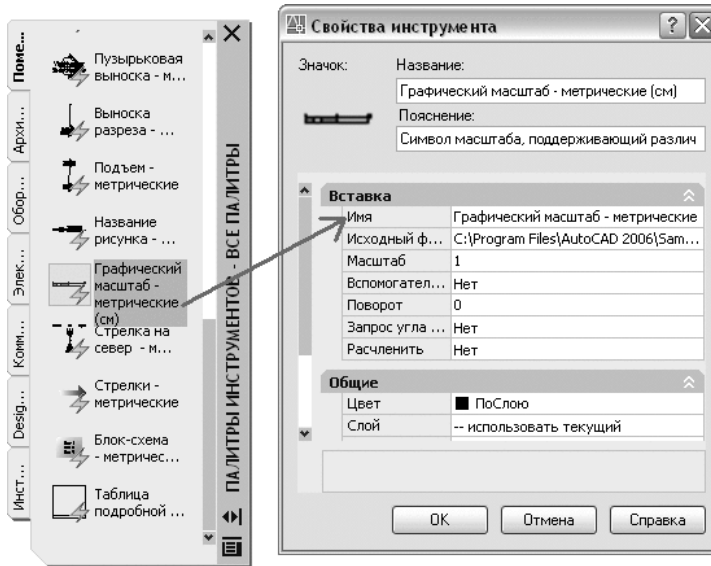 Поме...
Архи...
Обор...
Элек...
Комм...
Desig...
Инст...
Пузырьковая
выноска - м...
Выноска
разреза - ...
Подъем -
метрические
Название
рисунка - ...
Графический
масштаб -
метрические
(см)
Стрелка на
север - м...
Стрелки -
метрические
Блок-схема
- метричес...
Таблица
подробной ...
ПАЛИТРЫ ИНСТРУМЕНТОВ - ВСЕ ПАЛИТРЫ
Свойства инструмента
Значок:
Название:
Графический масштаб - метрические (см)
Пояснение:
Символ масштаба, поддерживающий различ
Вставка
Имя Графический масштаб - метрические
Исходный ф... C:\Program Files\AutoCAD 2006\Sam...
Масштаб 1
Вспомогател... Нет
Поворот 0
Запрос угла ... Нет
Расчленить Нет
Общие
Цвет ПоСлою
Слой -- использовать текущий
ОК Отмена Справка